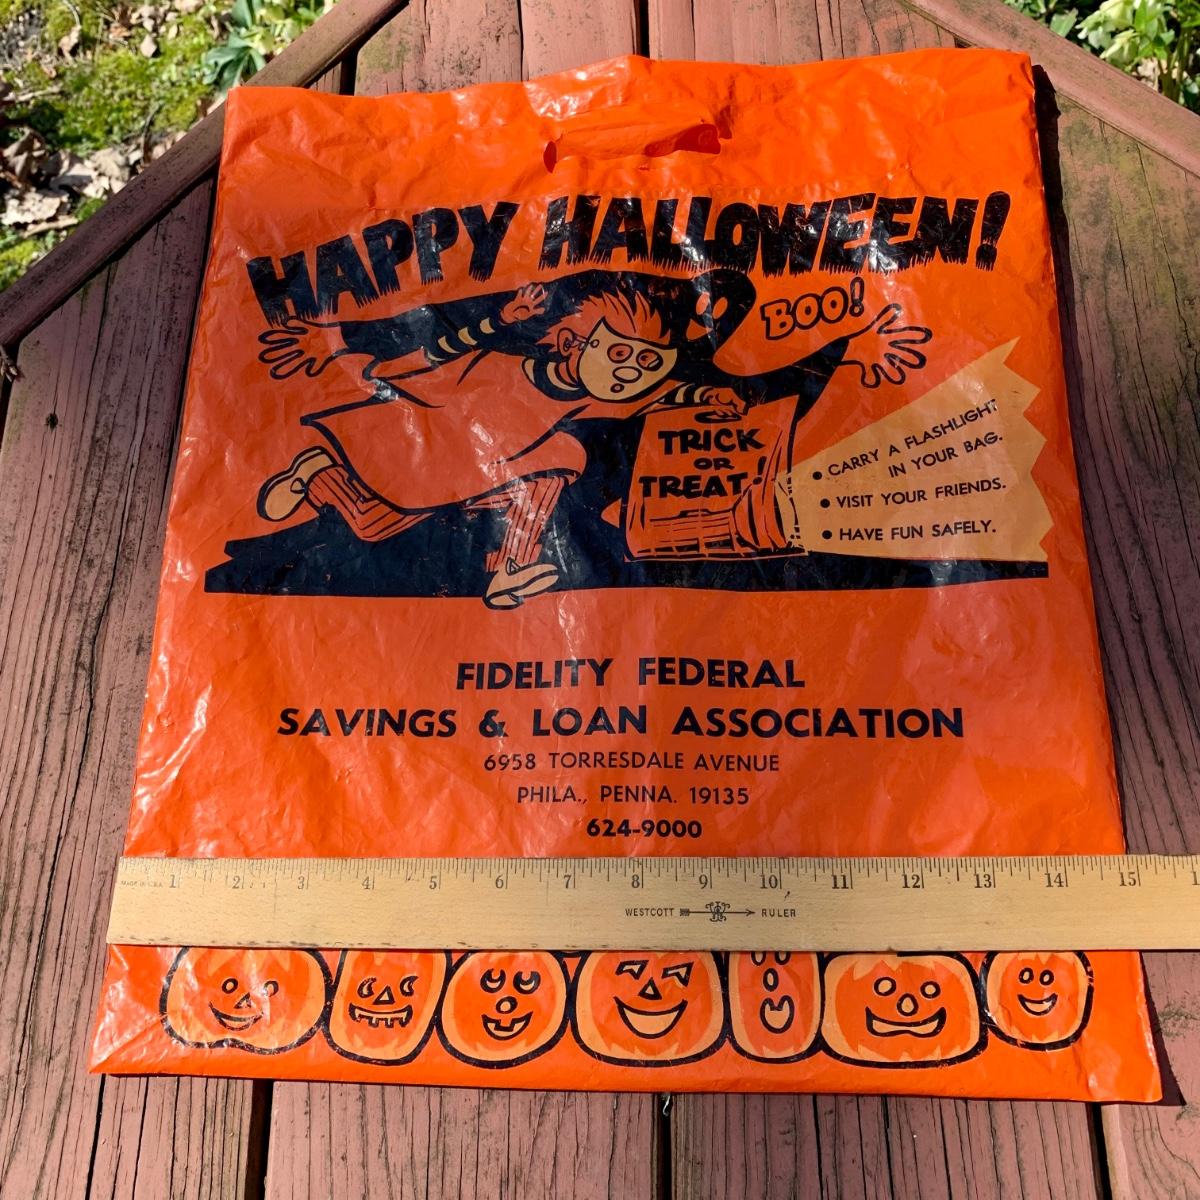 HAPPY HALLOWEEN!
BOO!
TRICK
OR
TREAT!
• CARRY A FLASHLIGHT
IN YOUR BAG.
• VISIT YOUR FRIENDS.
• HAVE FUN SAFELY.
FIDELITY FEDERAL
SAVINGS & LOAN ASSOCIATION
6958 TORRESDALE AVENUE
PHILA., PENNA. 19135
624-9000
MADE IN U.S.A. 1 2 3 4 5 6 7 8 9 10 11 12 13 14 15
WESTCOTT RULER